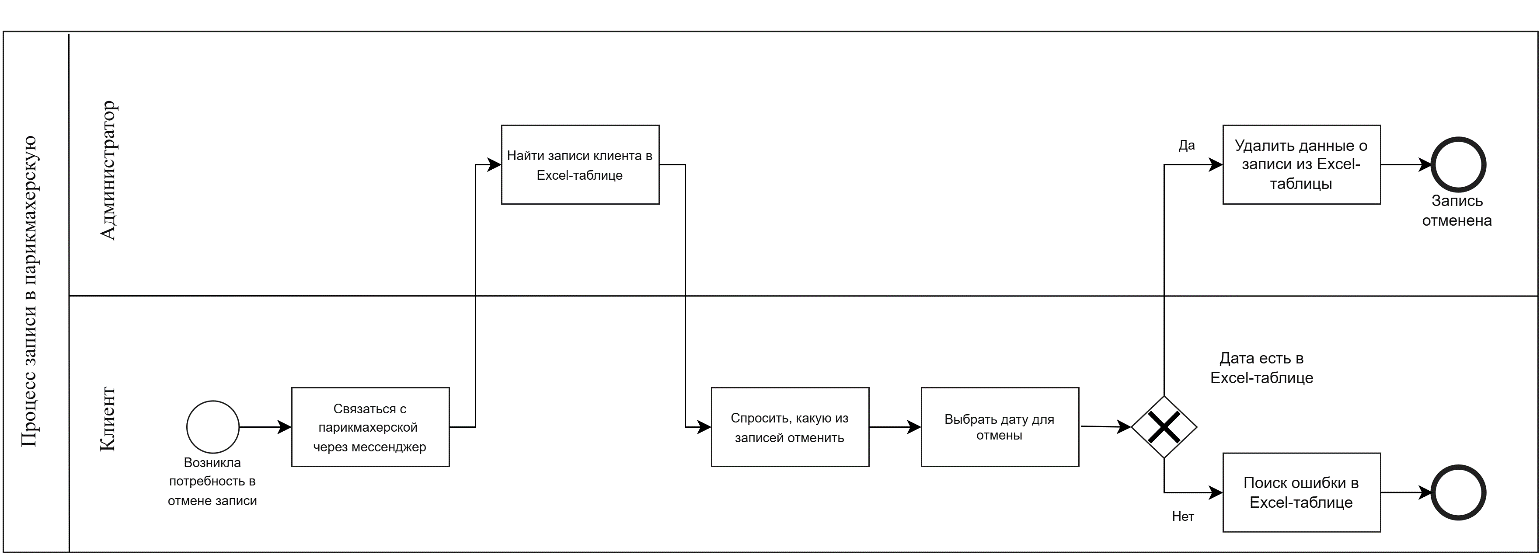 Процесс записи в парикмахерскую
Администратор
Найти записи клиента в
Excel-таблице
Да
Удалить данные о
записи из Excel-
таблицы
Запись
отменена
Клиент
Возникла
потребность в
отмене записи
Связаться с
парикмахерской
через мессенджер
Спросить, какую из
записей отменить
Выбрать дату для
отмены
Дата есть в
Excel-таблице
Нет
Поиск ошибки в
Excel-таблице